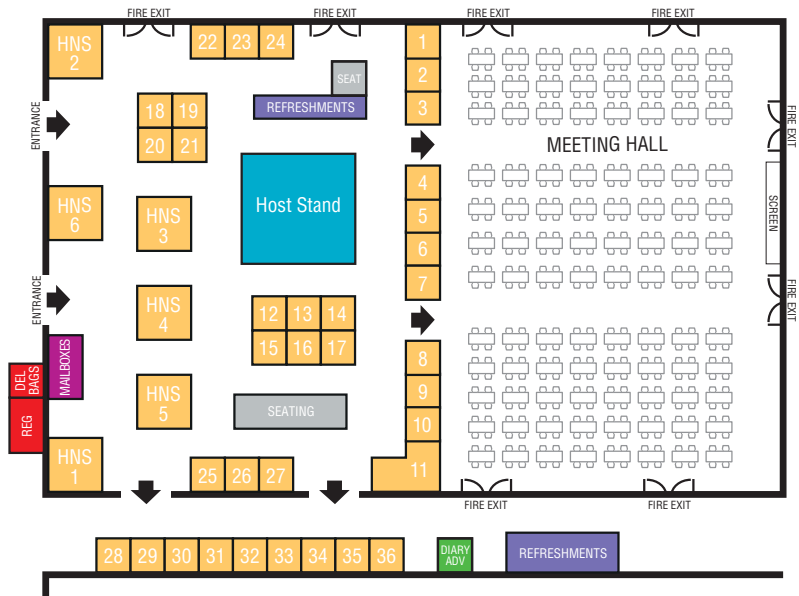 FIRE EXIT
FIRE EXIT
FIRE EXIT
FIRE EXIT
HNS
2
22
23
24
1
2
3
SEAT
REFRESHMENTS
ENTRANCE
18
19
20
21
FIRE EXIT
MEETING HALL
HNS
6
HNS
3
Host Stand
4
5
6
7
SCREEN
ENTRANCE
HNS
4
12
13
14
15
16
17
FIRE EXIT
MAILBOXES
DEL
BAGS
REG
HNS
5
SEATING
8
9
10
11
HNS
1
25
26
27
FIRE EXIT
FIRE EXIT
28
29
30
31
32
33
34
35
36
DIARY
ADV
REFRESHMENTS